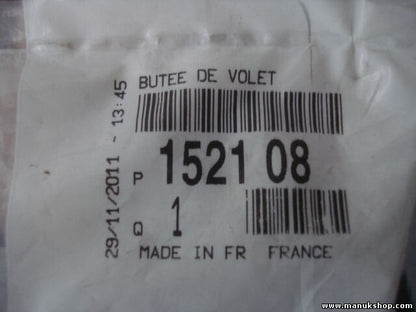 BUTEE DE VOLET
P 1521 08
Q 1
MADE IN FR FRANCE
29/11/2011 - 13:45
www.manukshop.com